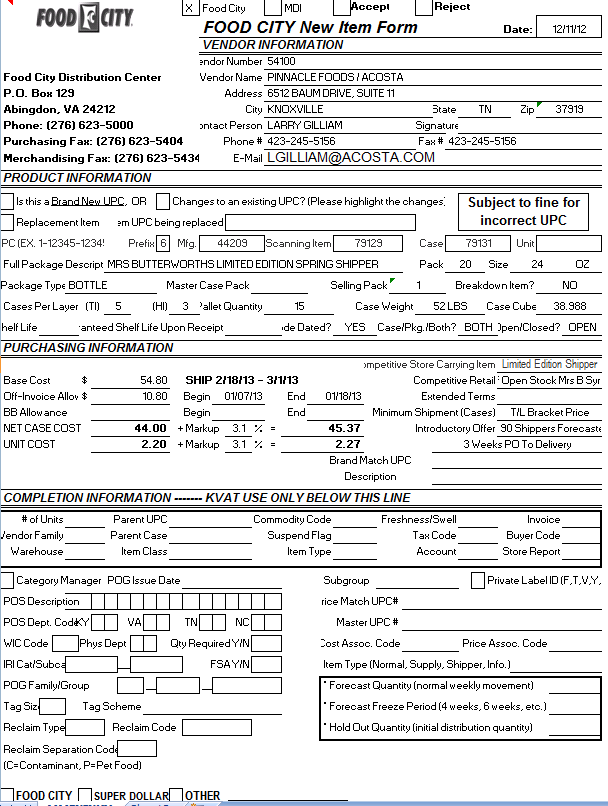 X Food City MDI Accept Reject
FOOD CITY FOOD CITY New Item Form Date: 12/11/12
VENDOR INFORMATION
endor Number 54100
Food City Distribution Center Vendor Name PINNACLE FOODS / ACOSTA
P.O. Box 129 Address 6512 BAUM DRIVE, SUITE 11
Abingdon, VA 24212 City KNOXVILLE State TN Zip 37919
Phone: (276) 623-5000 ontact Person LARRY GILLIAM Signature
Purchasing Fax: (276) 623-5404 Phone # 423-245-5156 Fax # 423-245-5156
Merchandising Fax: (276) 623-5434 E-Mail LGILLIAM@ACOSTA.COM
PRODUCT INFORMATION
Is this a Brand New UPC, OR Changes to an existing UPC? (Please highlight the changes) Subject to fine for
Replacement Item em UPC being replaced incorrect UPC
PC (EX. 1-12345-1234! Prefix 6 Mfg. 44209 Scanning Item 79129 Case 79131 Unit
Full Package Descript MRS BUTTERWORTHS LIMITED EDITION SPRING SHIPPER Pack 20 Size 24 OZ
Package Type BOTTLE Master Case Pack Selling Pack 1 Breakdown Item? NO
Cases Per Layer (TI) 5 (HI) 3 Pallet Quantity 15 Case Weight 52 LBS Case Cube 38.988
helf Life anteed Shelf Life Upon Receipt de Dated? YES Case/Pkg./Both? BOTH Open/Closed? OPEN
PURCHASING INFORMATION
mpetitive Store Carrying Item Limited Edition Shipper
Base Cost $ 54.80 SHIP 2/18/13 - 3/1/13 Competitive Retail Open Stock Mrs B Syr
Off-Invoice Allow $ 10.80 Begin 01/07/13 End 01/18/13 Extended Terms
BB Allowance Begin End Minimum Shipment (Cases) T/L Bracket Price
NET CASE COST 44.00 + Markup 3.1 % = 45.37 Introductory Offer 90 Shippers Forecaste
UNIT COST 2.20 + Markup 3.1 % = 2.27 3 Weeks PO To Delivery
Brand Match UPC
Description
COMPLETION INFORMATION ------- KVAT USE ONLY BELOW THIS LINE
# of Units Parent UPC Commodity Code Freshness/Swell Invoice
Vendor Family Parent Case Suspend Flag Tax Code Buyer Code
Warehouse Item Class Item Type Account Store Report
Category Manager POG Issue Date Subgroup Private Label ID (F,T,V,Y,
POS Description rice Match UPC#
POS Dept. Code KY VA TN NC Master UPC #
WIC Code Phys Dept Qty Required Y/N Cost Assoc. Code Price Assoc. Code
IRI Cat/Subca FSA Y/N Item Type (Normal, Supply, Shipper, Info.)
POG Family/Group * Forecast Quantity (normal weekly movement)
Tag Size Tag Scheme * Forecast Freeze Period (4 weeks, 6 weeks, etc.)
Reclaim Type Reclaim Code * Hold Out Quantity (initial distribution quantity)
Reclaim Separation Code
(C=Contaminant, P=Pet Food)
FOOD CITY SUPER DOLLAR OTHER